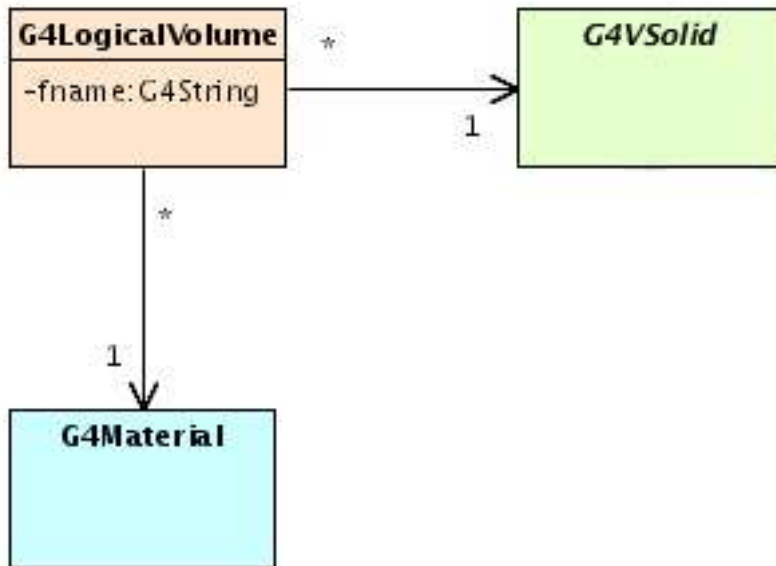 G4LogicalVolume
-fname:G4String
*
1
G4VSolid
*
1
G4Material